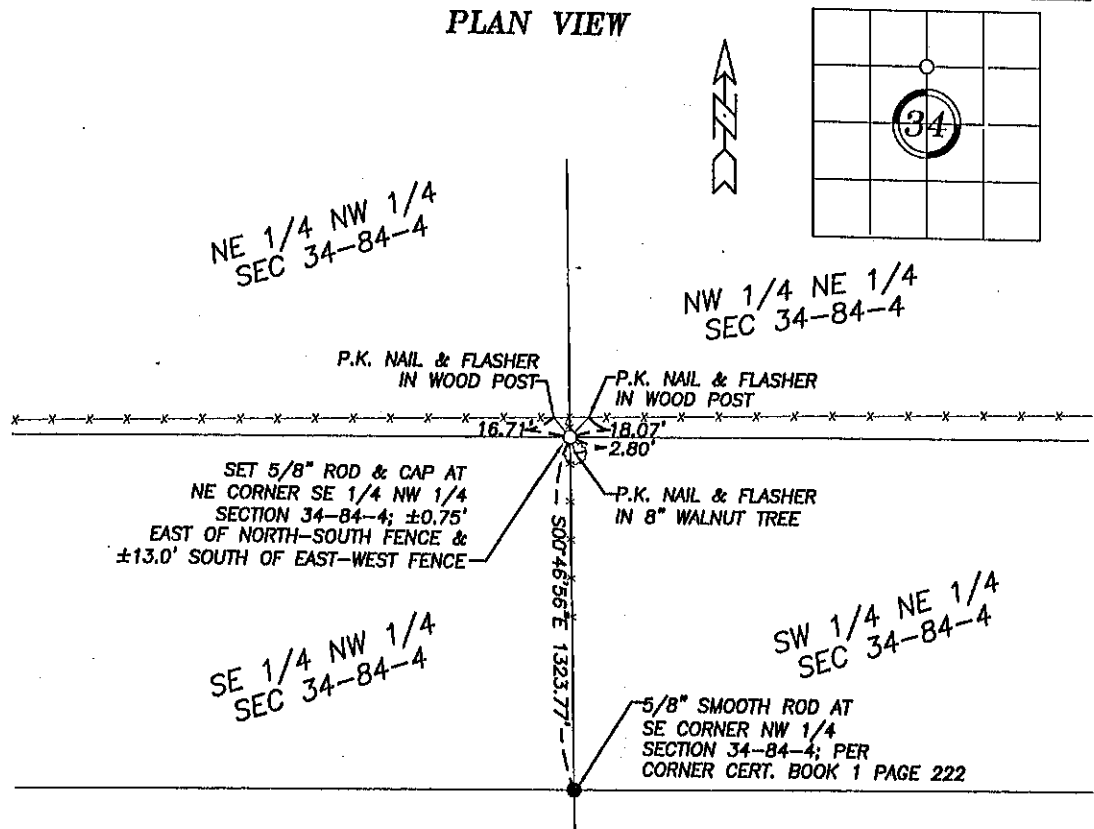 PLAN VIEW
N
34
NE 1/4 NW 1/4
SEC 34-84-4
NW 1/4 NE 1/4
SEC 34-84-4
P.K. NAIL & FLASHER
IN WOOD POST
P.K. NAIL & FLASHER
IN WOOD POST
16.71'
18.07'
2.80'
SET 5/8" ROD & CAP AT
NE CORNER SE 1/4 NW 1/4
SECTION 34-84-4; ±0.75'
EAST OF NORTH-SOUTH FENCE &
±13.0' SOUTH OF EAST-WEST FENCE
P.K. NAIL & FLASHER
IN 8" WALNUT TREE
S00°46'56"E 1323.77'
SE 1/4 NW 1/4
SEC 34-84-4
SW 1/4 NE 1/4
SEC 34-84-4
5/8" SMOOTH ROD AT
SE CORNER NW 1/4
SECTION 34-84-4; PER
CORNER CERT. BOOK 1 PAGE 222